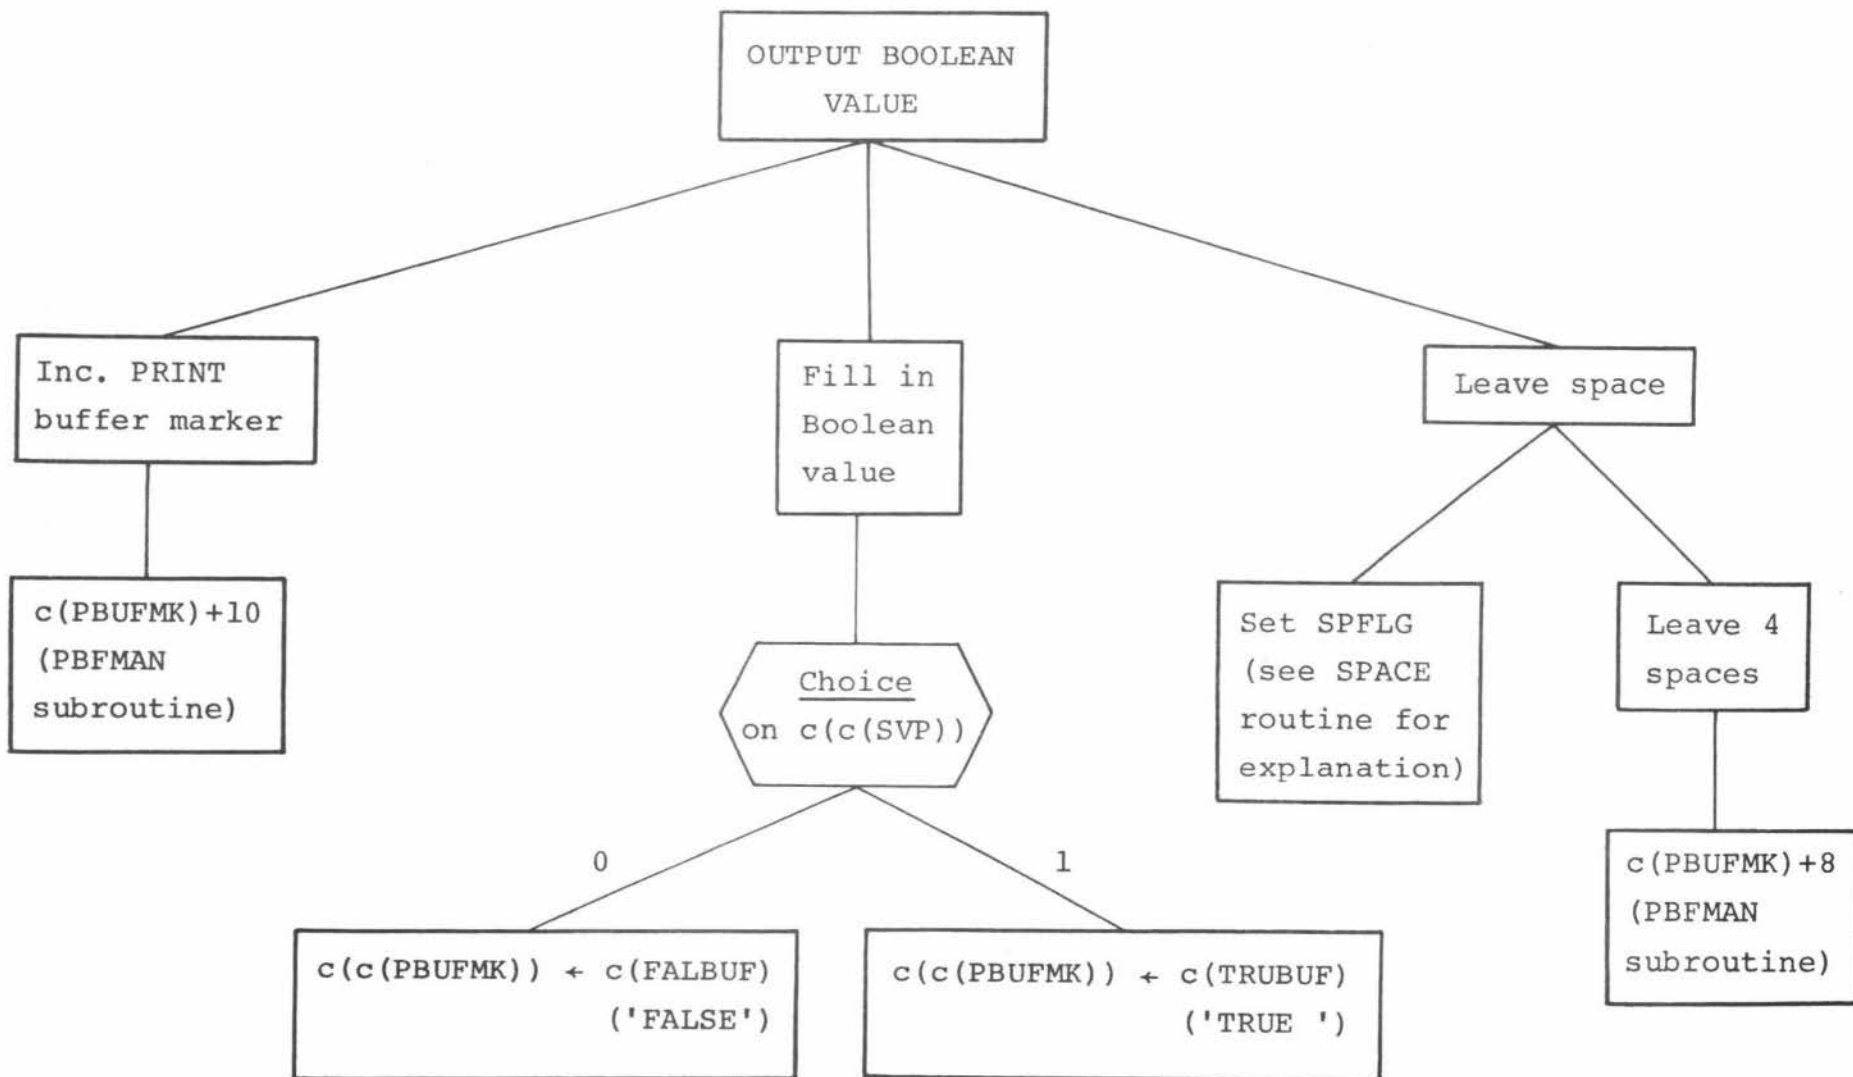 OUTPUT BOOLEAN
VALUE
Inc. PRINT
buffer marker
Fill in
Boolean
value
Leave space
c(PBUFMK)+10
(PBFMAN
subroutine)
Choice
on c(c(SVP))
Set SPFLG
(see SPACE
routine for
explanation)
Leave 4
spaces
0
1
c(PBUFMK)+8
(PBFMAN
subroutine)
c(c(PBUFMK)) ← c(FALBUF)
('FALSE')
c(c(PBUFMK)) ← c(TRUBUF)
('TRUE ')